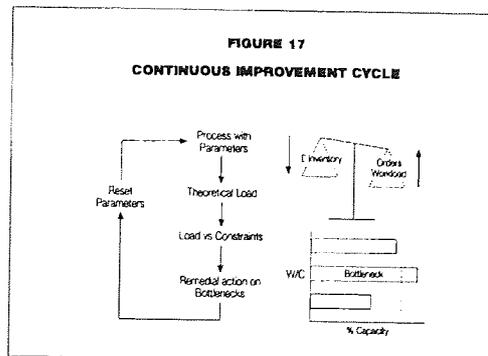 FIGURE 17
CONTINUOUS IMPROVEMENT CYCLE
Process with
Parameters
Theoretical Load
Load vs Constraints
Remedial action on
Bottlenecks
Reset
Parameters
Inventory
Orders
Workload
W/C
Bottleneck
% Capacity